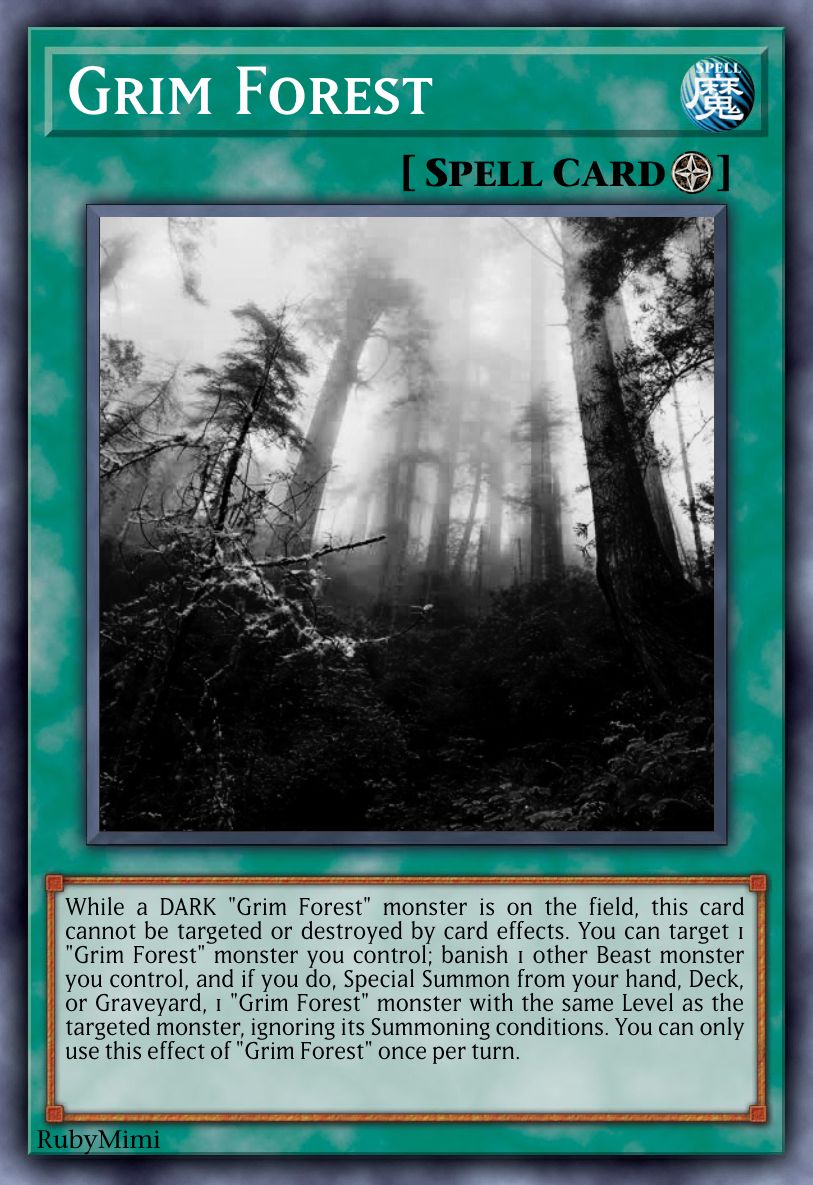 Grim Forest
SPELL
魔
[ Spell Card ]
While a DARK "Grim Forest" monster is on the field, this card
cannot be targeted or destroyed by card effects. You can target 1
"Grim Forest" monster you control; banish 1 other Beast monster
you control, and if you do, Special Summon from your hand, Deck,
or Graveyard, 1 "Grim Forest" monster with the same Level as the
targeted monster, ignoring its Summoning conditions. You can only
use this effect of "Grim Forest" once per turn.
RubyMimi